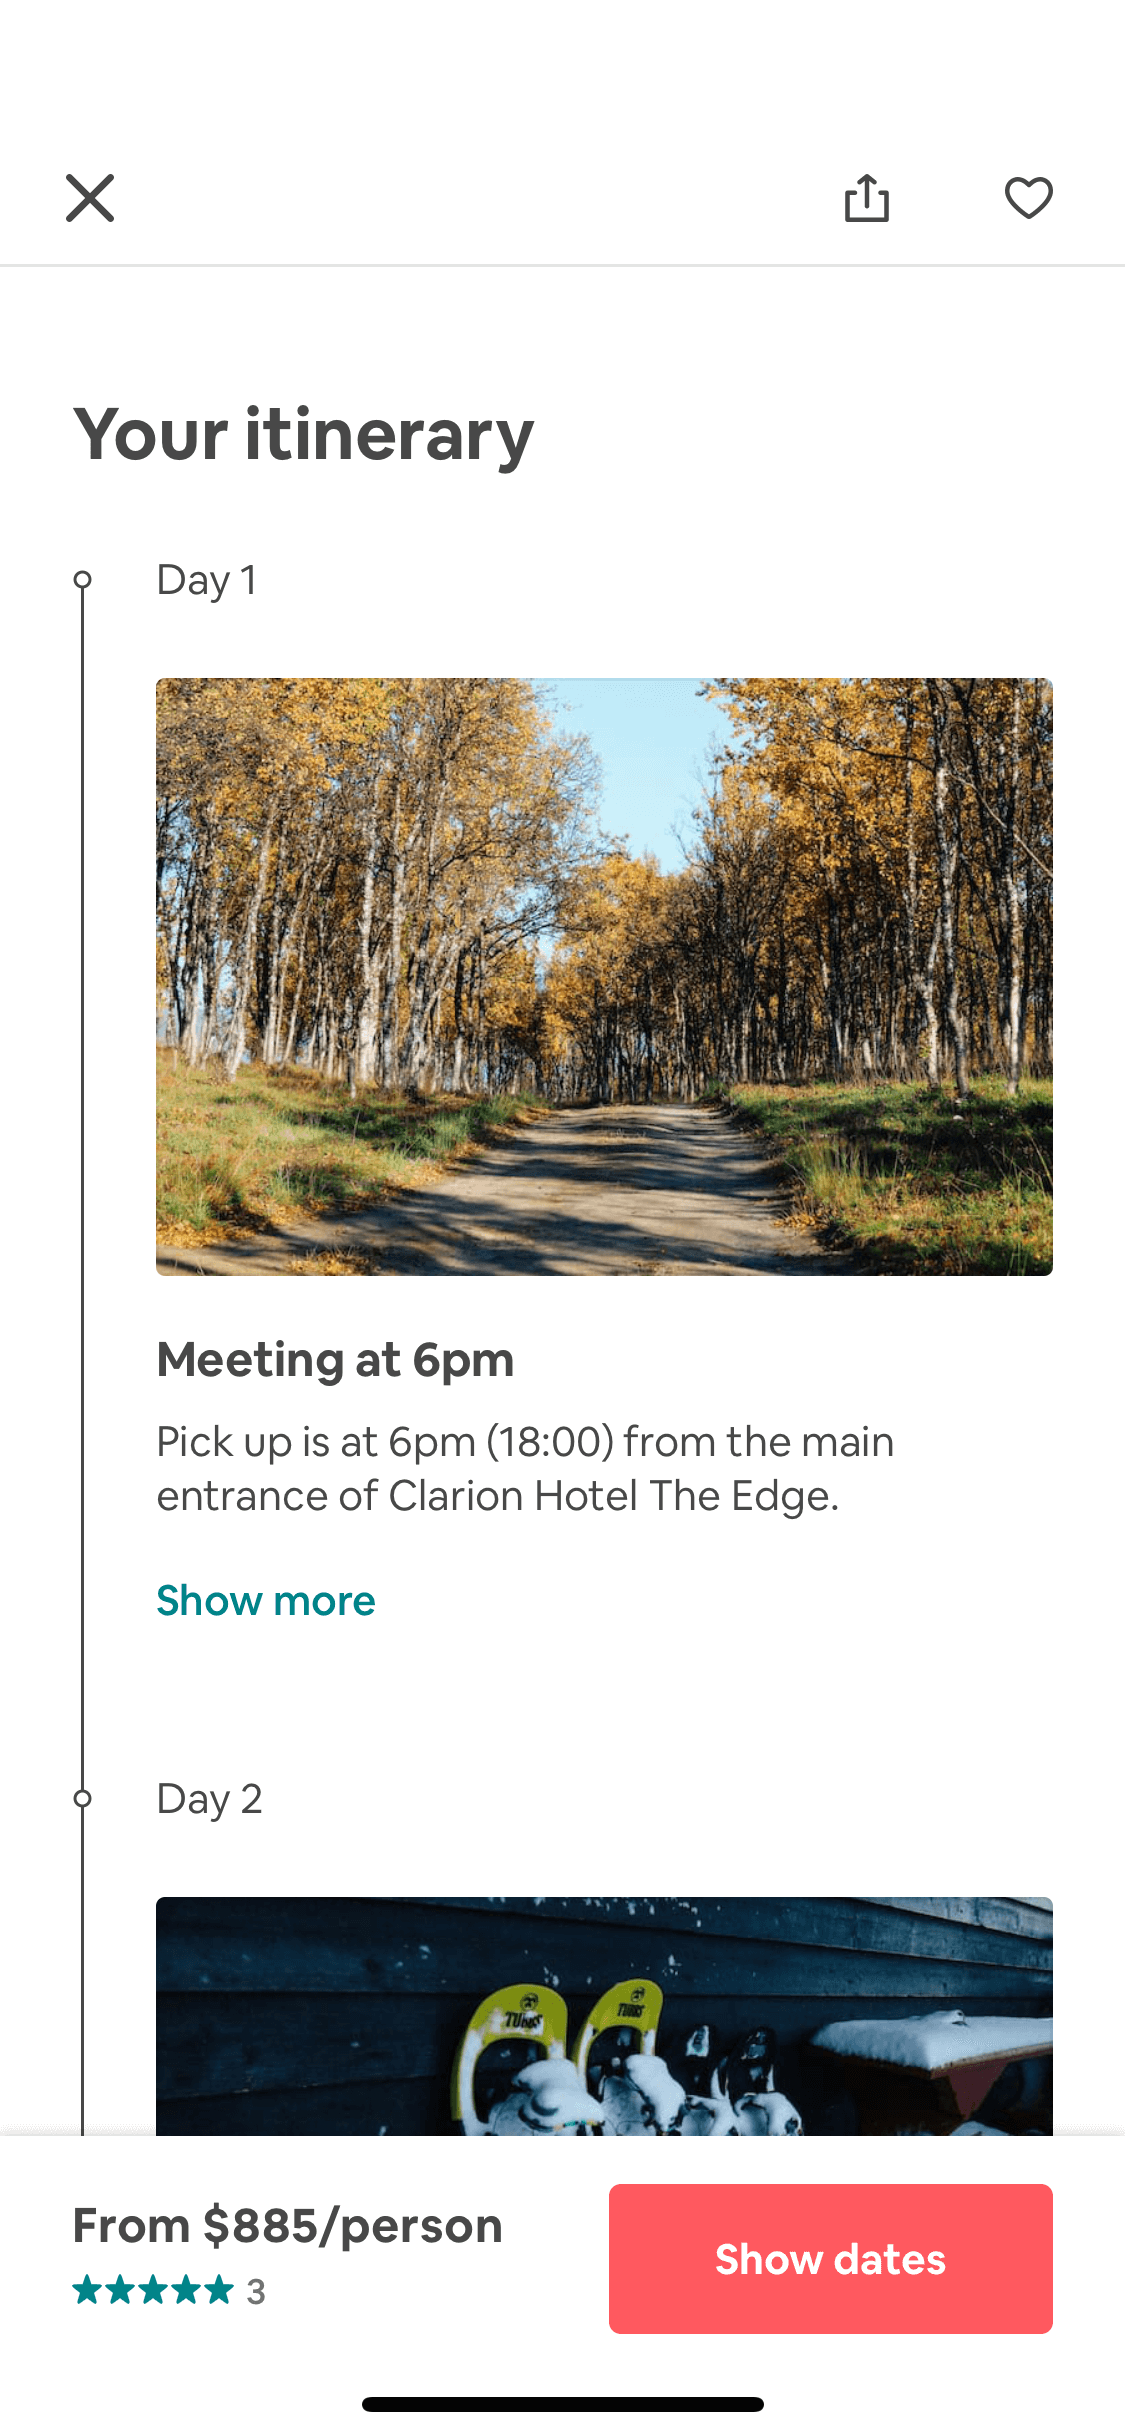 Your itinerary
Day 1
Meeting at 6pm
Pick up is at 6pm (18:00) from the main
entrance of Clarion Hotel The Edge.
Show more
Day 2
TUBBS
TUBBS
From $885/person
3
Show dates